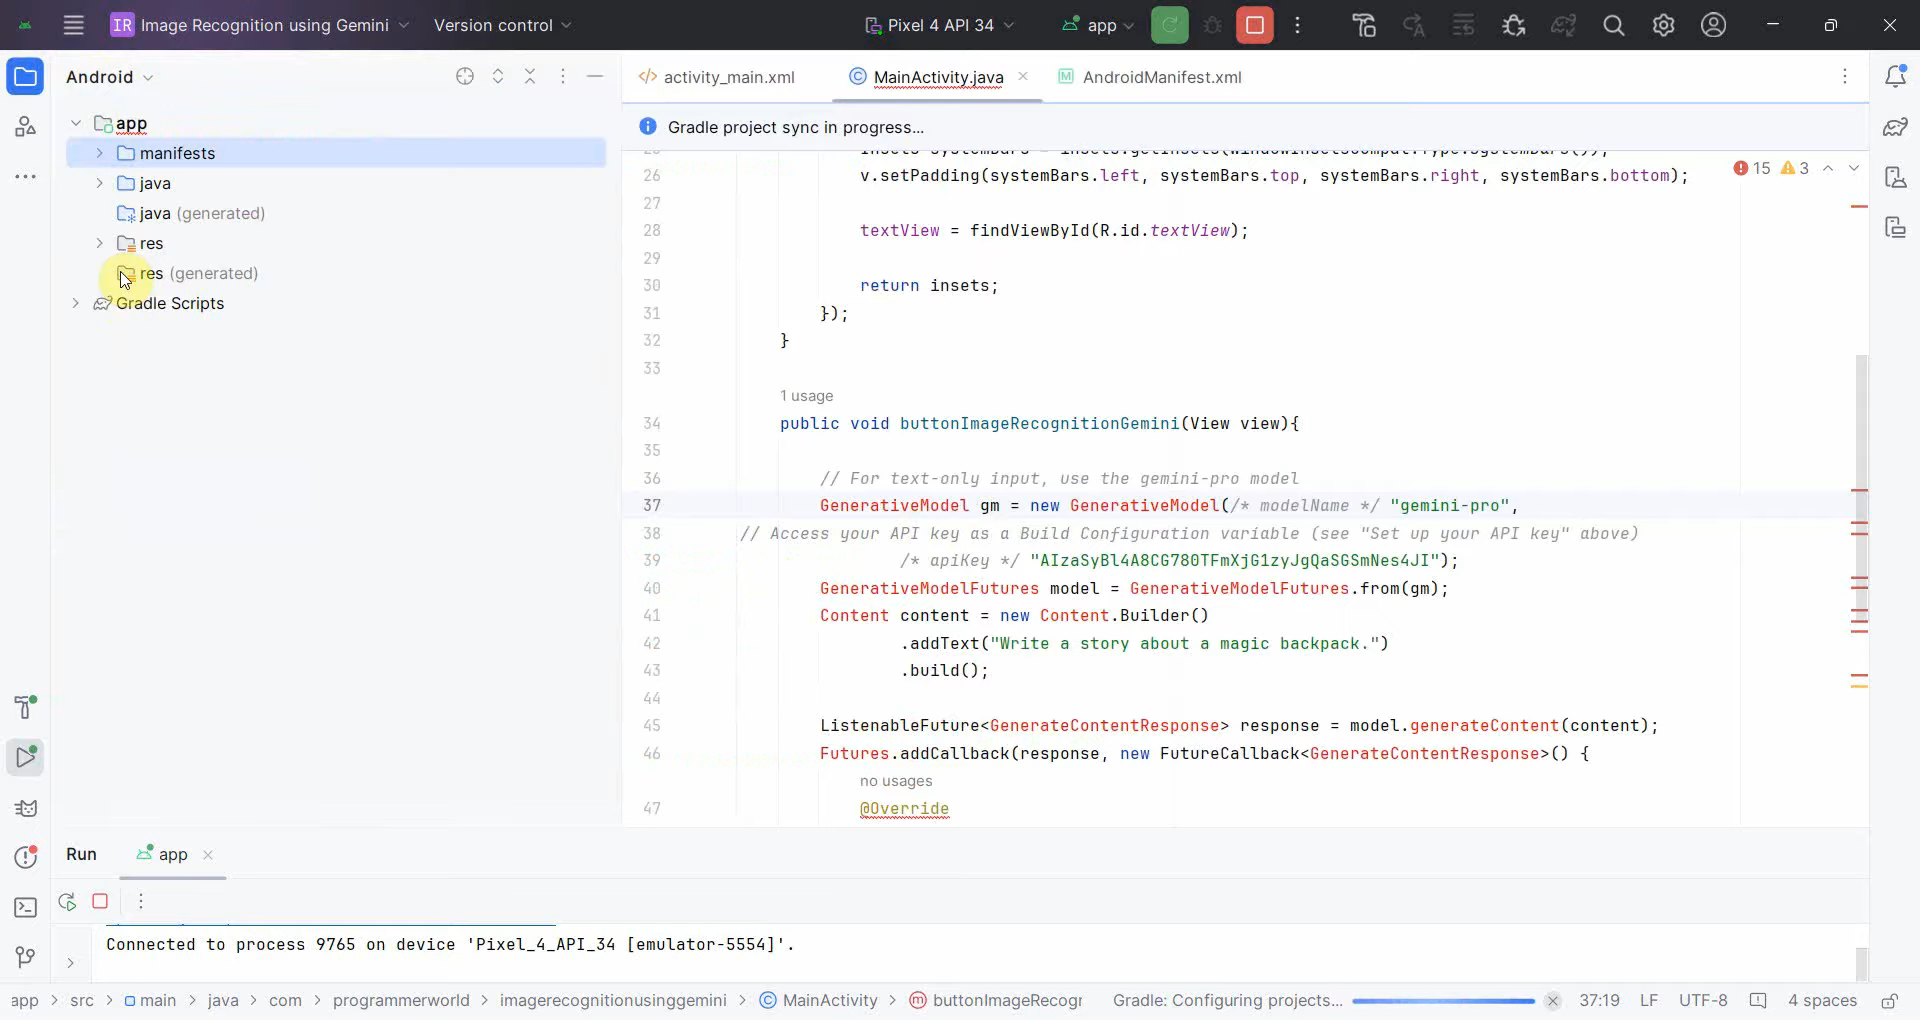 IR Image Recognition using Gemini Version control Pixel 4 API 34 app
Android
activity_main.xml MainActivity.java AndroidManifest.xml
app
Gradle project sync in progress...
manifests
java
java (generated)
res
res (generated)
Gradle Scripts
15 3
26 v.setPadding(systemBars.left, systemBars.top, systemBars.right, systemBars.bottom);
27
28 textView = findViewById(R.id.textView);
29
30 return insets;
31 });
32 }
33
1 usage
34 public void buttonImageRecognitionGemini(View view){
35
36 // For text-only input, use the gemini-pro model
37 GenerativeModel gm = new GenerativeModel(/* modelName */ "gemini-pro",
38 // Access your API key as a Build Configuration variable (see "Set up your API key" above)
39 /* apiKey */ "AIzaSyBl4A8CG780TFmXjG1zyJgQaSGSmNes4JI");
40 GenerativeModelFutures model = GenerativeModelFutures.from(gm);
41 Content content = new Content.Builder()
42 .addText("Write a story about a magic backpack.")
43 .build();
44
45 ListenableFuture<GenerateContentResponse> response = model.generateContent(content);
46 Futures.addCallback(response, new FutureCallback<GenerateContentResponse>() {
no usages
47 @Override
Run app
Connected to process 9765 on device 'Pixel_4_API_34 [emulator-5554]'.
app > src > main > java > com > programmerworld > imagerecognitionusinggemini > MainActivity > buttonImageRecogr Gradle: Configuring projects... 37:19 LF UTF-8 4 spaces